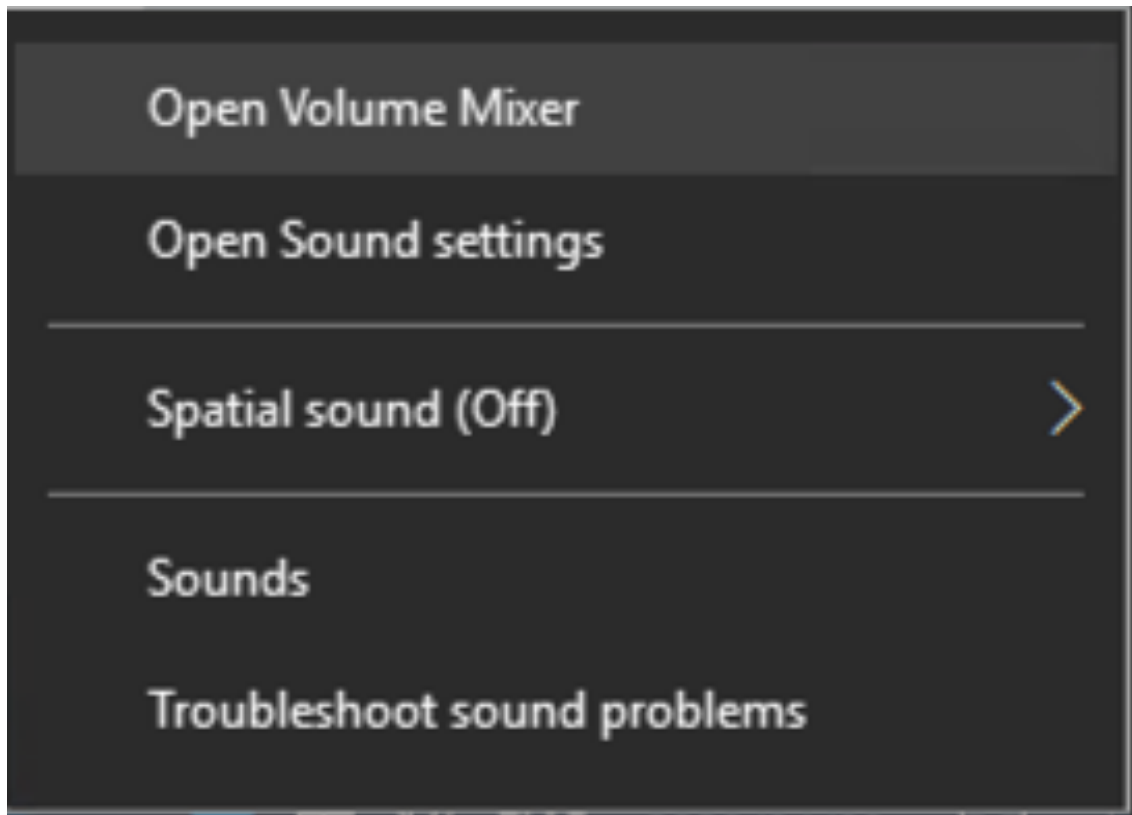 Open Volume Mixer
Open Sound settings
Spatial sound (Off)
Sounds
Troubleshoot sound problems